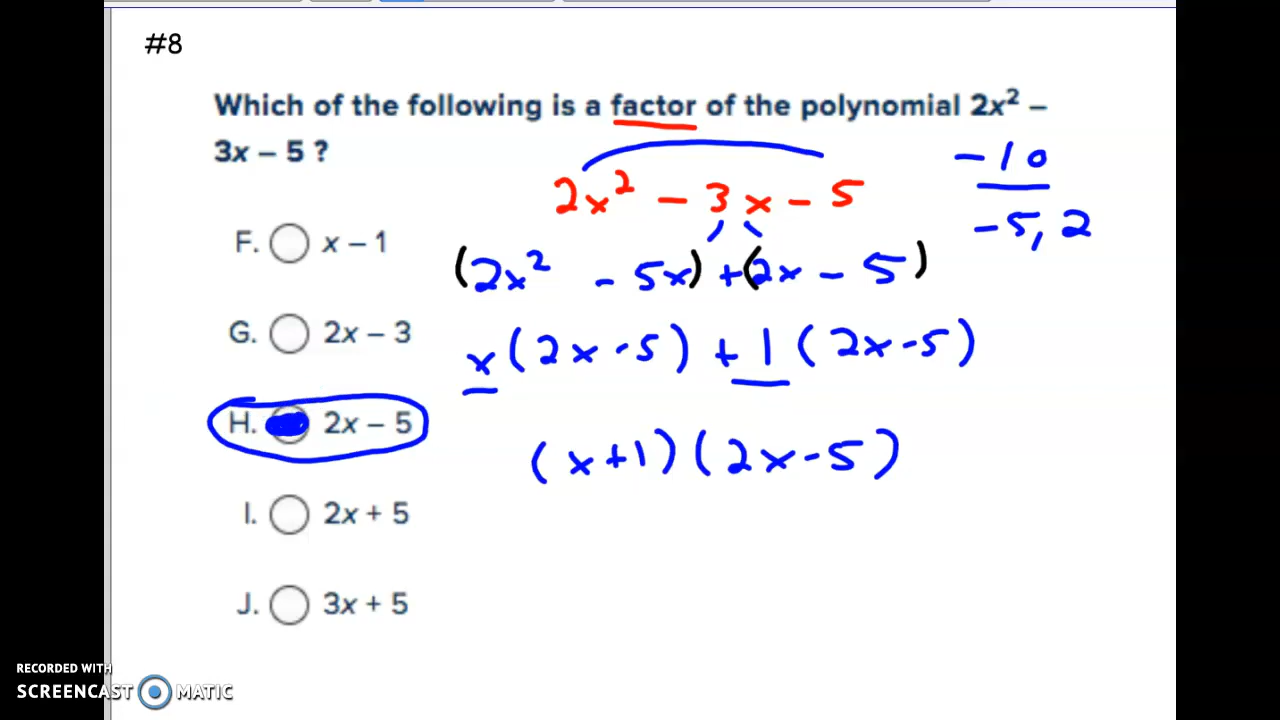 #8
Which of the following is a factor of the polynomial 2x² –
3x – 5 ?
-10
2x² - 3x - 5
-5, 2
F. x – 1
(2x² - 5x) + (2x - 5)
G. 2x – 3
x(2x-5) + 1(2x-5)
H. 2x – 5
(x+1)(2x-5)
I. 2x + 5
J. 3x + 5
RECORDED WITH
SCREENCAST MATIC